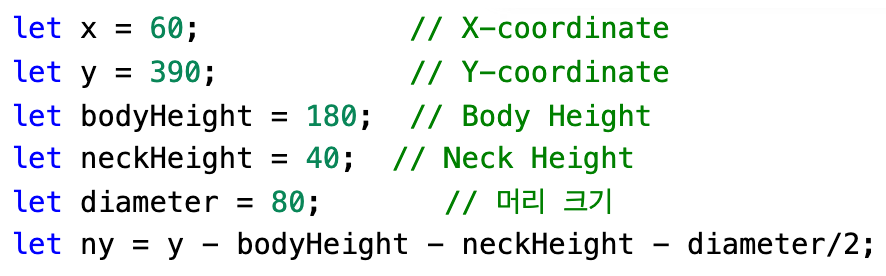 let x = 60;             // X-coordinate
let y = 390;            // Y-coordinate
let bodyHeight = 180;  // Body Height
let neckHeight = 40;  // Neck Height
let diameter = 80;       // 머리 크기
let ny = y - bodyHeight - neckHeight - diameter/2;